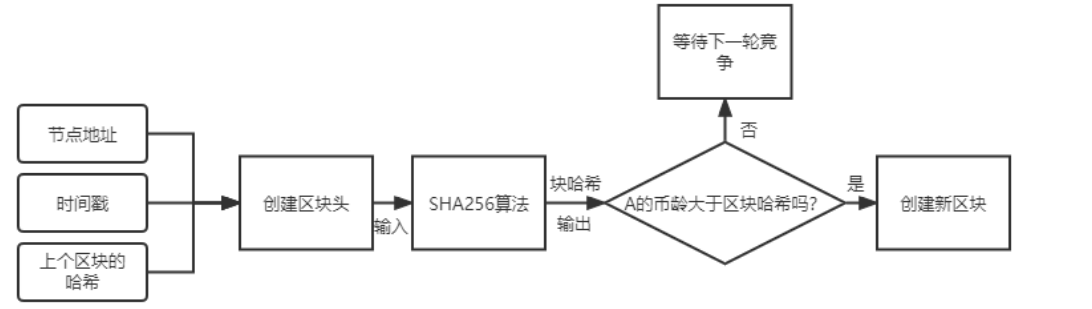 等待下一轮竞
争
否
节点地址
时间戳
上个区块的
哈希
创建区块头
输入
SHA256算法
块哈希
输出
A的币龄大于区块哈希吗?
是
创建新区块